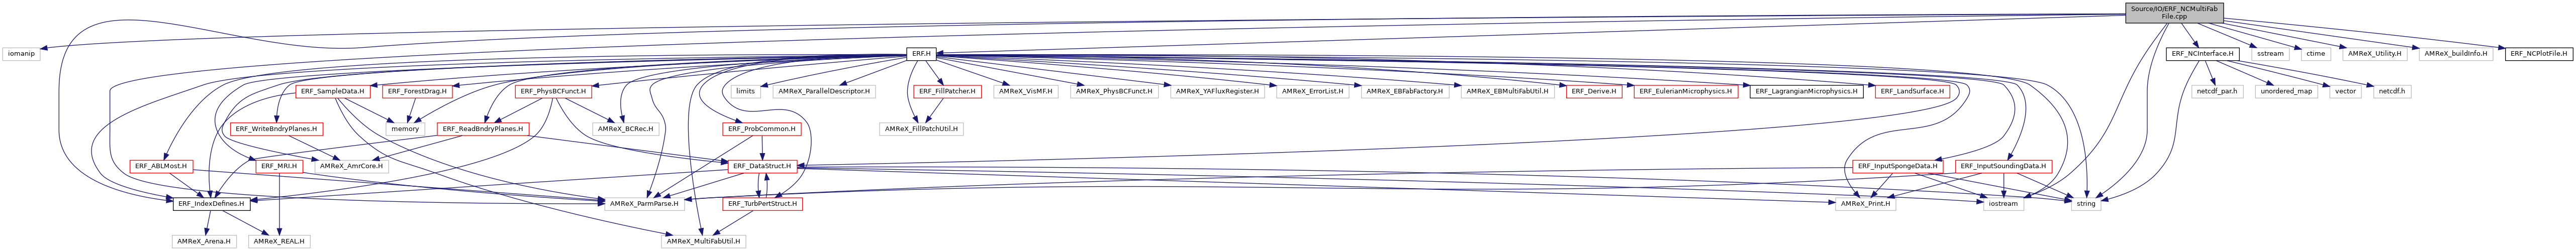 Source/IO/ERF_NCMultiFab
File.cpp
iomanip
ERF.H
ERF_NCInterface.H
sstream
ctime
AMReX_Utility.H
AMReX_buildInfo.H
ERF_NCPlotFile.H
ERF_SampleData.H
ERF_ForestDrag.H
ERF_PhysBCFunct.H
limits
AMReX_ParallelDescriptor.H
ERF_FillPatcher.H
AMReX_VisMF.H
AMReX_PhysBCFunct.H
AMReX_YAFluxRegister.H
AMReX_ErrorList.H
AMReX_EBFabFactory.H
AMReX_EBMultiFabUtil.H
ERF_Derive.H
ERF_EulerianMicrophysics.H
ERF_LagrangianMicrophysics.H
ERF_LandSurface.H
netcdf_par.h
unordered_map
vector
netcdf.h
ERF_WriteBndryPlanes.H
memory
ERF_ReadBndryPlanes.H
AMReX_BCRec.H
ERF_ProbCommon.H
AMReX_FillPatchUtil.H
ERF_ABLMost.H
ERF_MRI.H
AMReX_AmrCore.H
ERF_DataStruct.H
ERF_InputSpongeData.H
ERF_InputSoundingData.H
ERF_IndexDefines.H
AMReX_ParmParse.H
ERF_TurbPertStruct.H
AMReX_Print.H
iostream
string
AMReX_Arena.H
AMReX_REAL.H
AMReX_MultiFabUtil.H